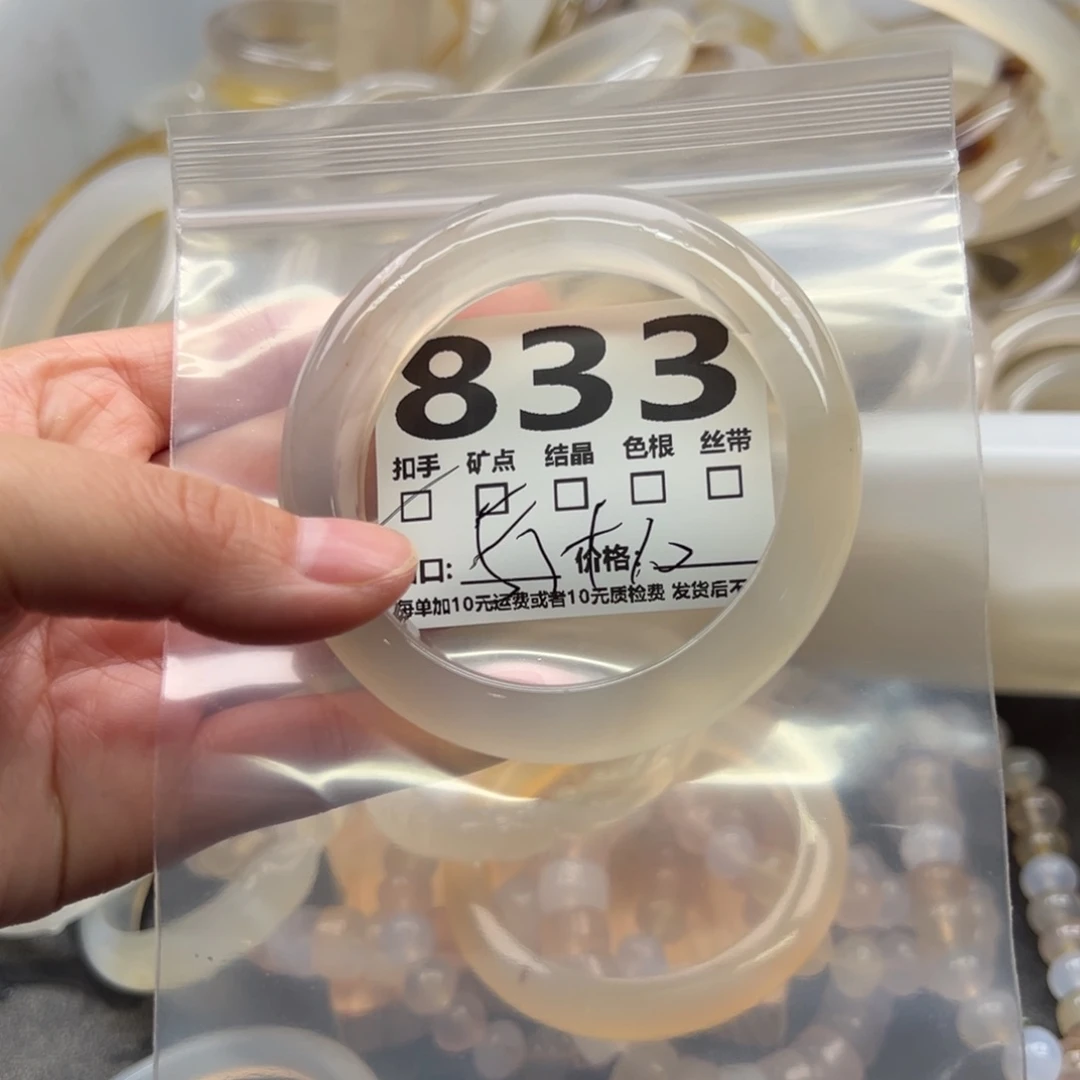 833
扣手 矿点 结晶 色根 丝带
口: 价格:
每单加10元运费或者10元质检费 发货后不